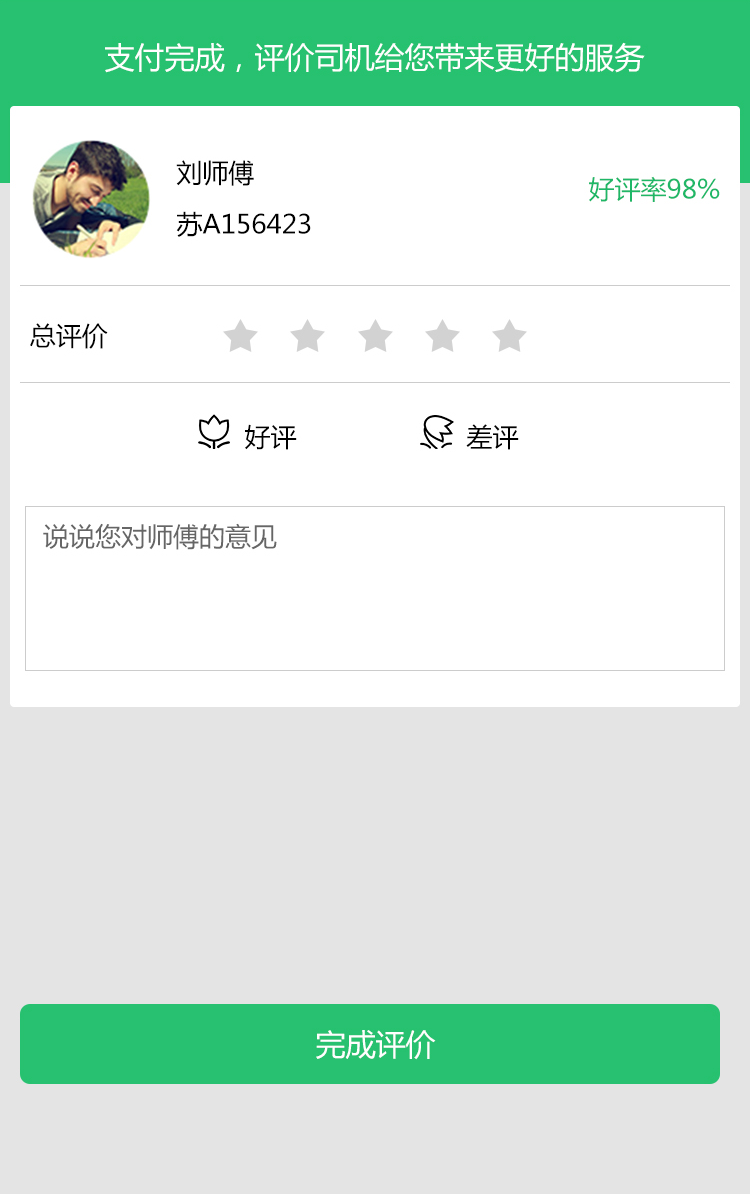 支付完成，评价司机给您带来更好的服务
刘师傅
好评率98%
苏A156423
总评价
好评 差评
说说您对师傅的意见
完成评价